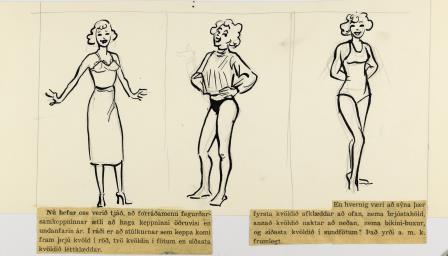 Nú hefur oss verið tjáð, að forráðamenn fegurðar-
samkeppninnar ætli að haga keppninni öðruvísi en
undanfarin ár. Í ráði er að stúlkurnar sem keppa komi
fram þrjú kvöld í röð, tvö kvöldin í fötum en síðasta
kvöldið léttklæddar.
En hvernig væri að sýna þær
fyrsta kvöldið afklæddar að ofan, nema brjóstahöld,
annað kvöldið naktar að neðan, nema bikini-buxur,
og síðasta kvöldið í sundfötum? Það yrði a. m. k.
frumlegt.